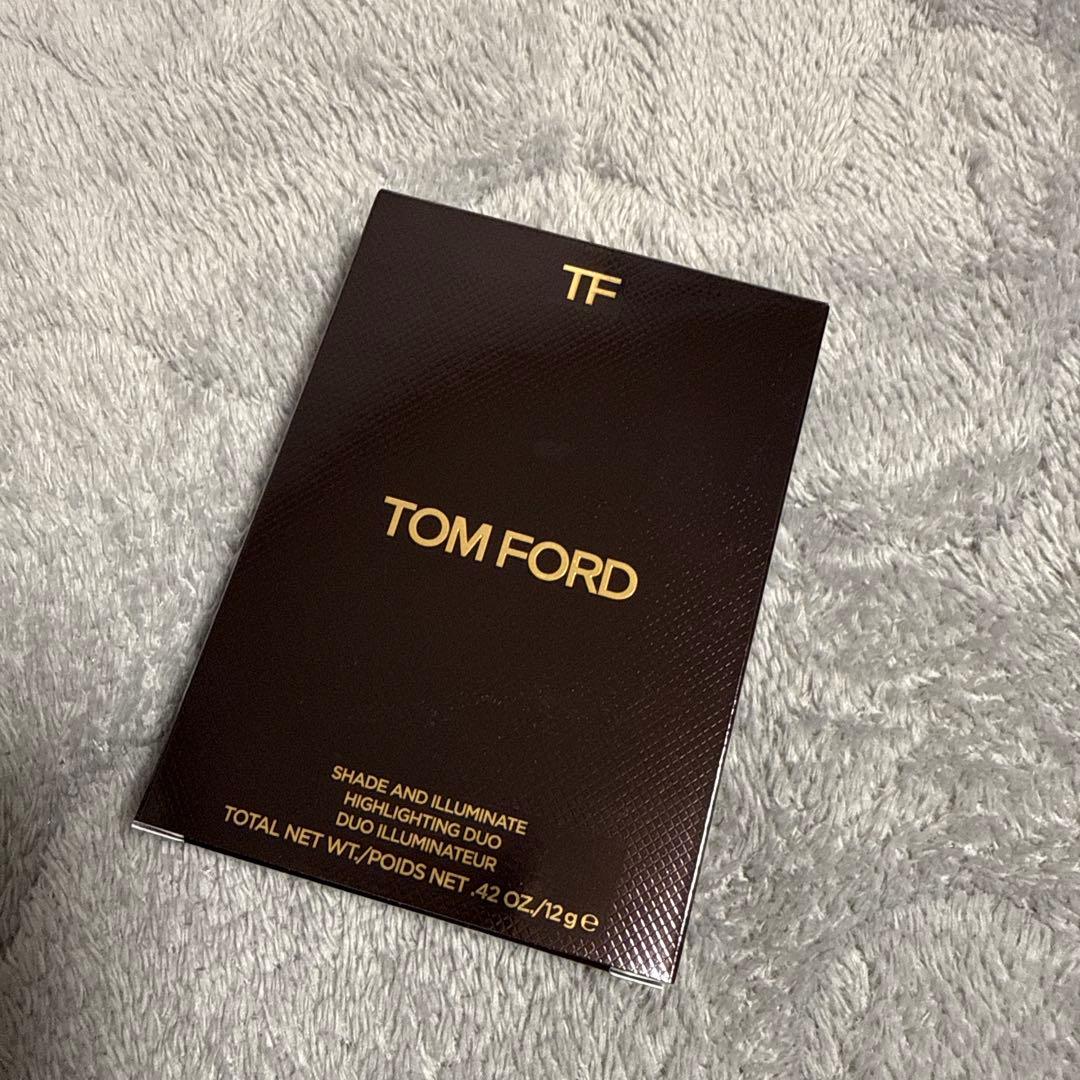 TF
TOM FORD
SHADE AND ILLUMINATE
HIGHLIGHTING DUO
DUO ILLUMINATEUR
TOTAL NET WT./POIDS NET .42 OZ./12 g ℮